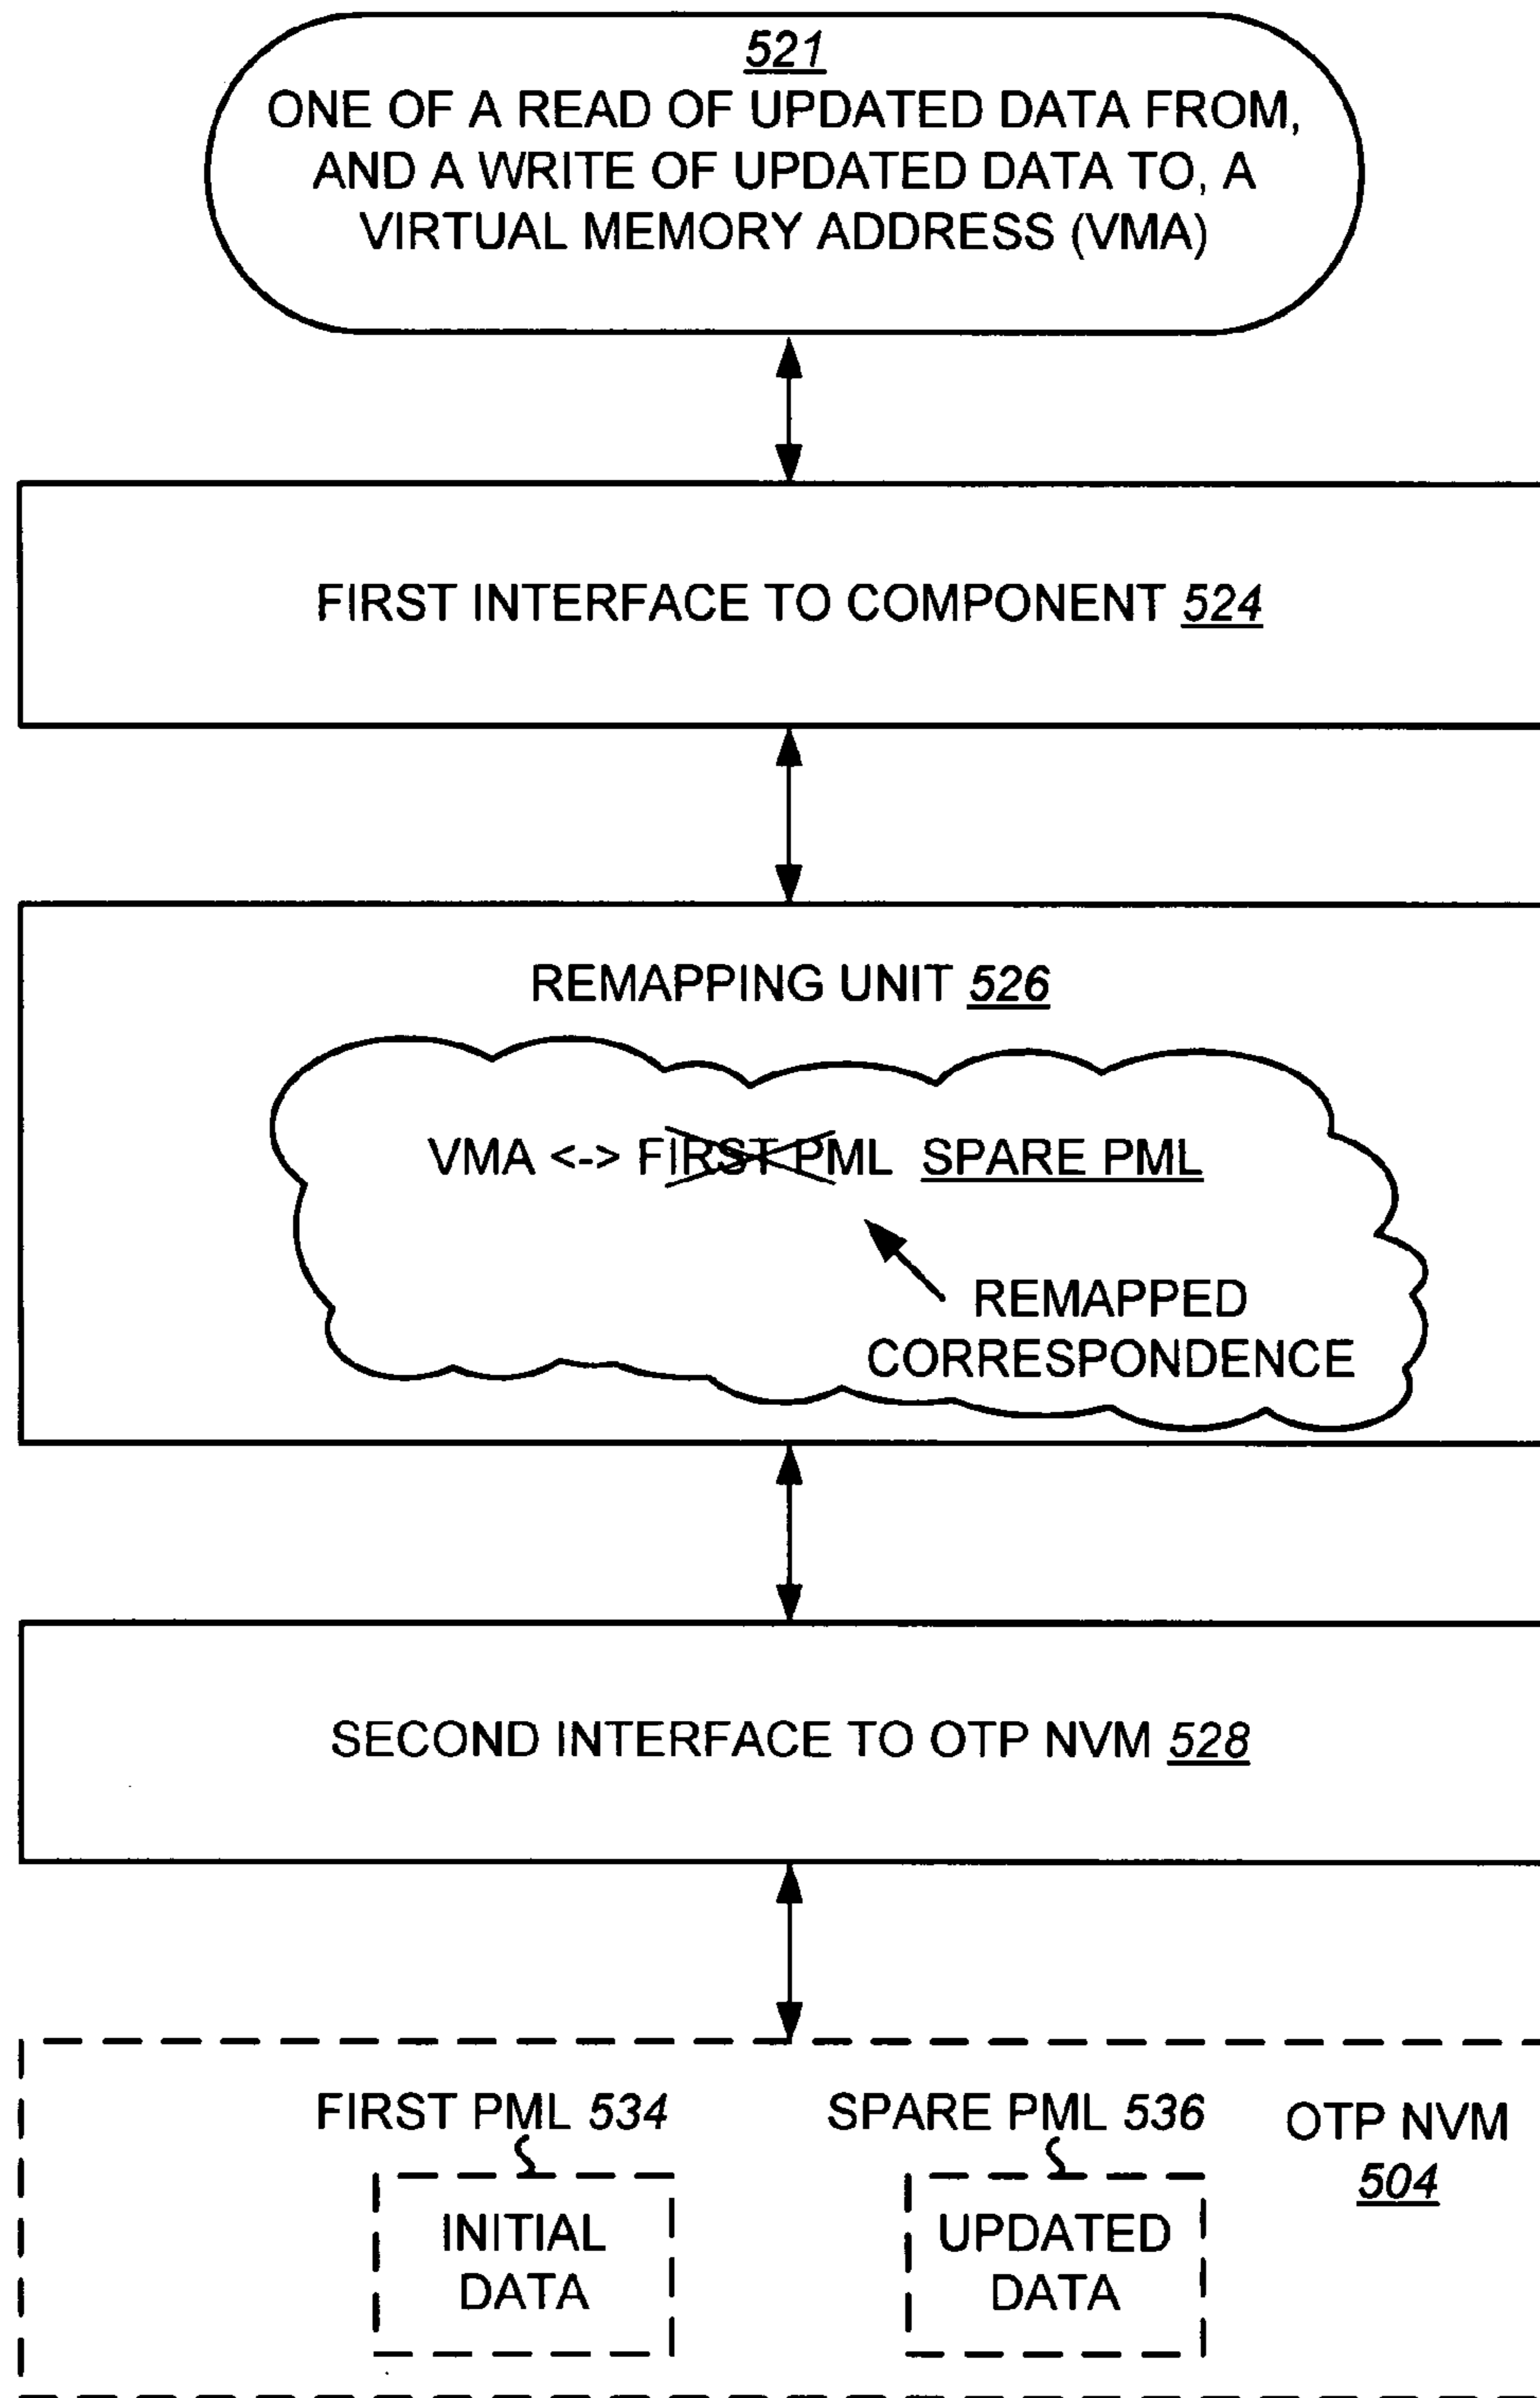 521
ONE OF A READ OF UPDATED DATA FROM,
AND A WRITE OF UPDATED DATA TO, A
VIRTUAL MEMORY ADDRESS (VMA)
FIRST INTERFACE TO COMPONENT 524
REMAPPING UNIT 526
VMA <-> FIRST PML SPARE PML
REMAPPED
CORRESPONDENCE
SECOND INTERFACE TO OTP NVM 528
FIRST PML 534
SPARE PML 536
OTP NVM
504
INITIAL
DATA
UPDATED
DATA